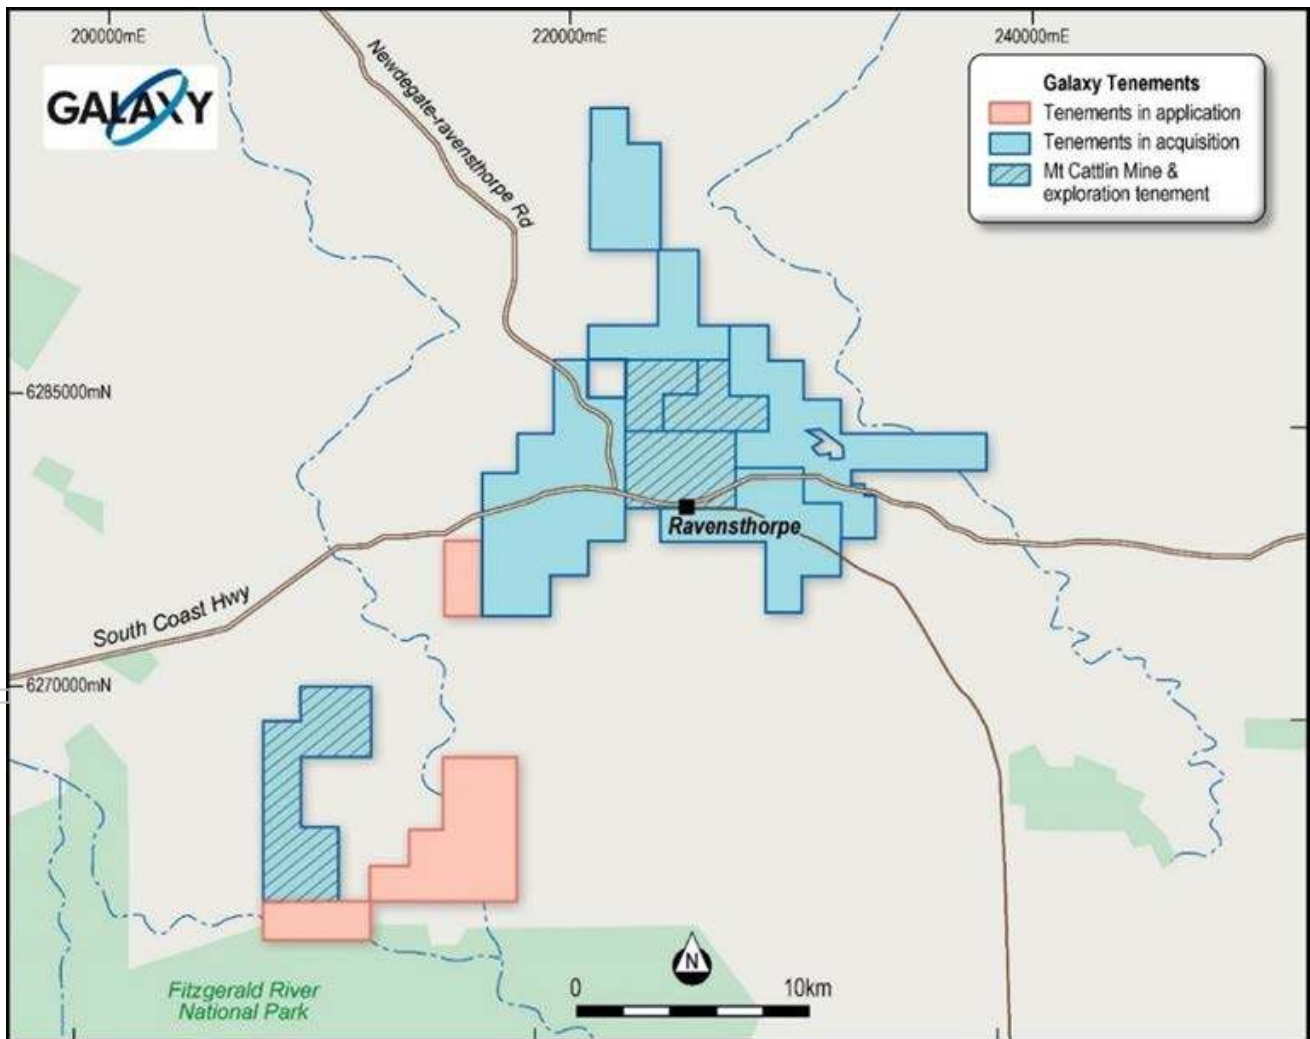 200000mE
220000mE
240000mE
GALAXY
Newdegate-ravensthorpe Rd
Galaxy Tenements
Tenements in application
Tenements in acquisition
Mt Cattlin Mine &
exploration tenement
6285000mN
Ravensthorpe
South Coast Hwy
6270000mN
Fitzgerald River
National Park
N
0
10km